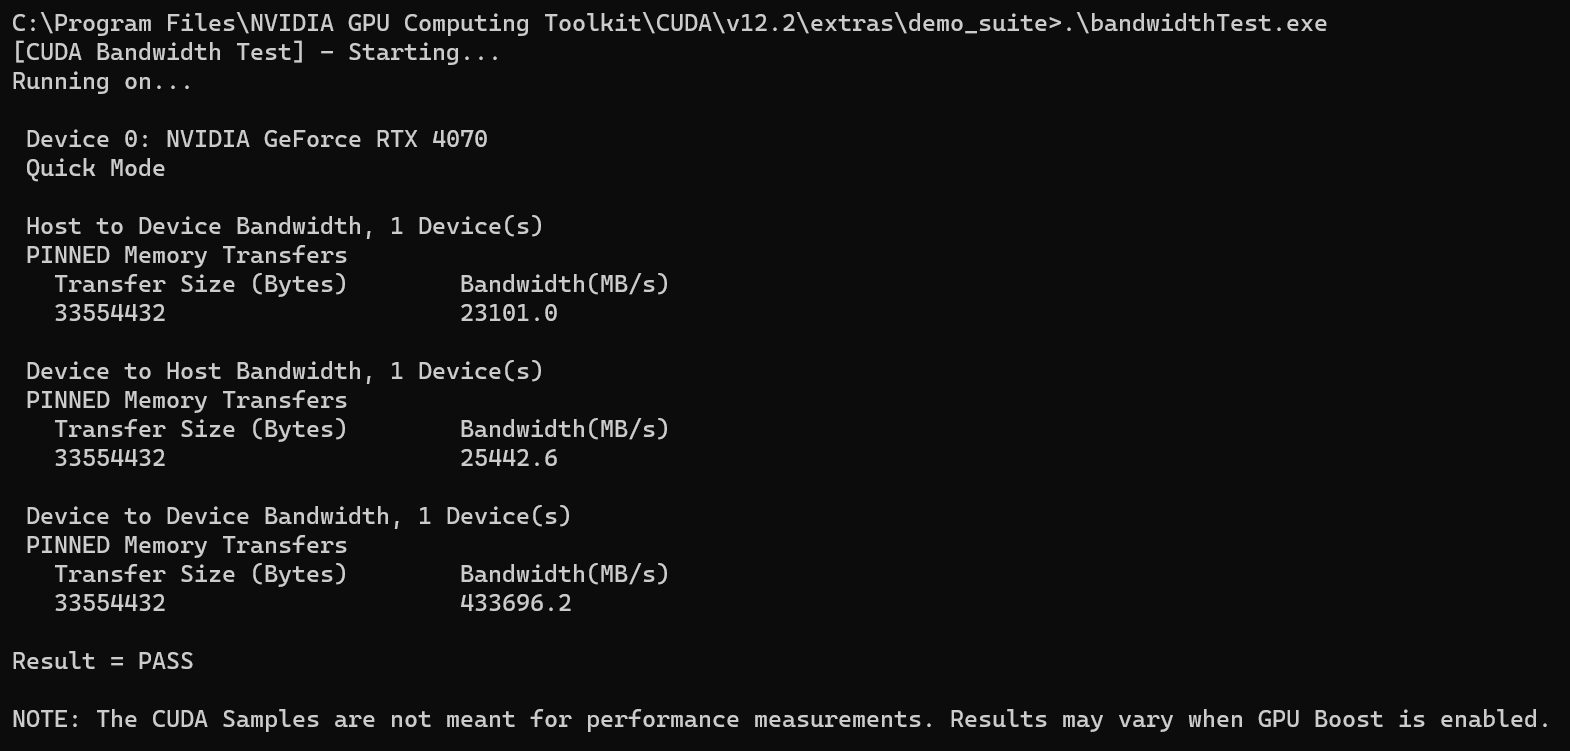 C:\Program Files\NVIDIA GPU Computing Toolkit\CUDA\v12.2\extras\demo_suite>.\bandwidthTest.exe
[CUDA Bandwidth Test] - Starting...
Running on...
Device 0: NVIDIA GeForce RTX 4070
Quick Mode
Host to Device Bandwidth, 1 Device(s)
PINNED Memory Transfers
Transfer Size (Bytes) Bandwidth(MB/s)
33554432 23101.0
Device to Host Bandwidth, 1 Device(s)
PINNED Memory Transfers
Transfer Size (Bytes) Bandwidth(MB/s)
33554432 25442.6
Device to Device Bandwidth, 1 Device(s)
PINNED Memory Transfers
Transfer Size (Bytes) Bandwidth(MB/s)
33554432 433696.2
Result = PASS
NOTE: The CUDA Samples are not meant for performance measurements. Results may vary when GPU Boost is enabled.